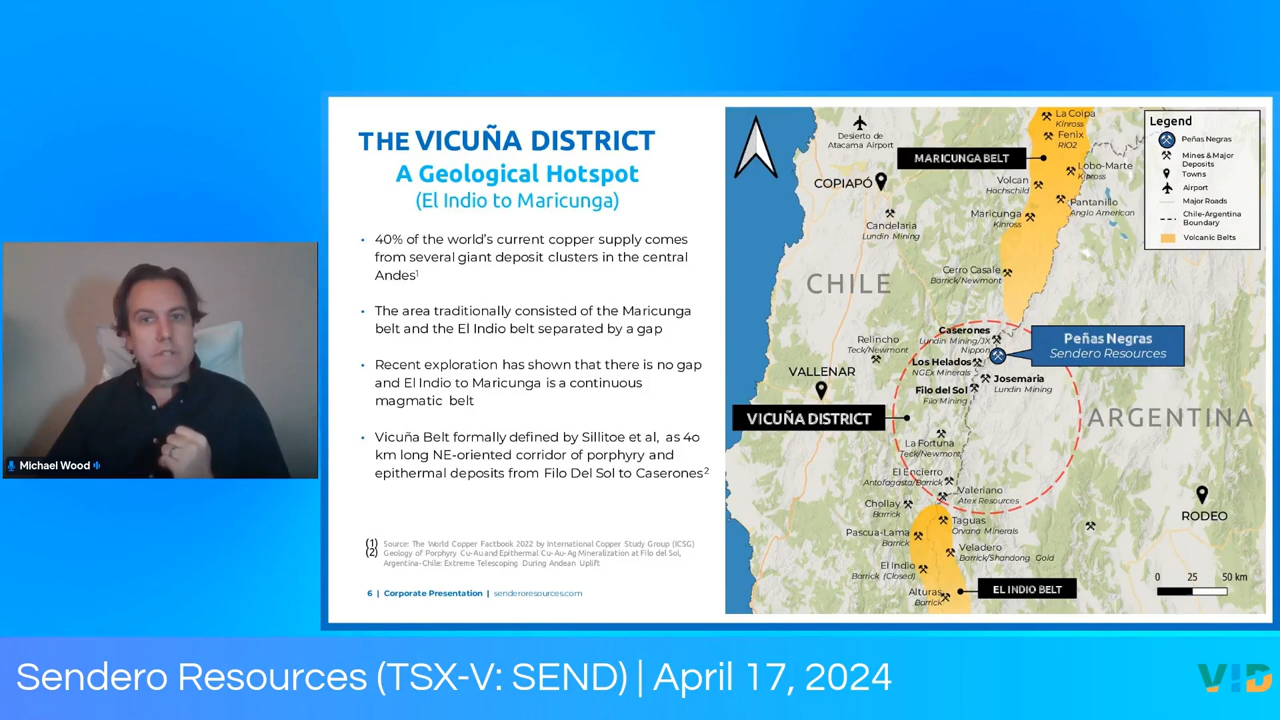 THE VICUÑA DISTRICT
A Geological Hotspot
(El Indio to Maricunga)
• 40% of the world's current copper supply comes
from several giant deposit clusters in the central
Andes¹
• The area traditionally consisted of the Maricunga
belt and the El Indio belt separated by a gap
• Recent exploration has shown that there is no gap
and El Indio to Maricunga is a continuous
magmatic belt
• Vicuña Belt formally defined by Sillitoe et al, as 40
km long NE-oriented corridor of porphyry and
epithermal deposits from Filo Del Sol to Caserones²
(1) Source: The World Copper Factbook 2022 by International Copper Study Group (ICSG)
(2) Geology of Porphyry Cu-Au and Epithermal Cu-Au-Ag Mineralization at Filo del Sol,
Argentina-Chile: Extreme Telescoping During Andean Uplift
6 | Corporate Presentation | senderoresources.com
Desierto de
Atacama Airport
COPIAPÓ
Candelaria
Lundin Mining
CHILE
MARICUNGA BELT
La Coipa
Kinross
Fenix
RIO2
Lobo-Marte
Kinross
Volcan
Hochschild
Pantanillo
Anglo American
Maricunga
Kinross
Cerro Casale
Barrick/Newmont
Legend
Peñas Negras
Mines & Major
Deposits
Towns
Airport
Major Roads
Chile-Argentina
Boundary
Volcanic Belts
Caserones
Lundin Mining/JX
Nippon
Peñas Negras
Sendero Resources
Relincho
Teck/Newmont
Los Helados
NGEx Minerals
VALLENAR
Josemaria
Lundin Mining
Filo del Sol
Filo Mining
VICUÑA DISTRICT
ARGENTINA
La Fortuna
Teck/Newmont
El Encierro
Antofagasta/Barrick
Valeriano
Atex Resources
Chollay
Barrick
RODEO
Taguas
Orvana Minerals
Pascua-Lama
Barrick
Veladero
Barrick/Shandong Gold
El Indio
Barrick (Closed)
EL INDIO BELT
Alturas
Barrick
0 25 50 km
Michael Wood
Sendero Resources (TSX-V: SEND) | April 17, 2024
VID